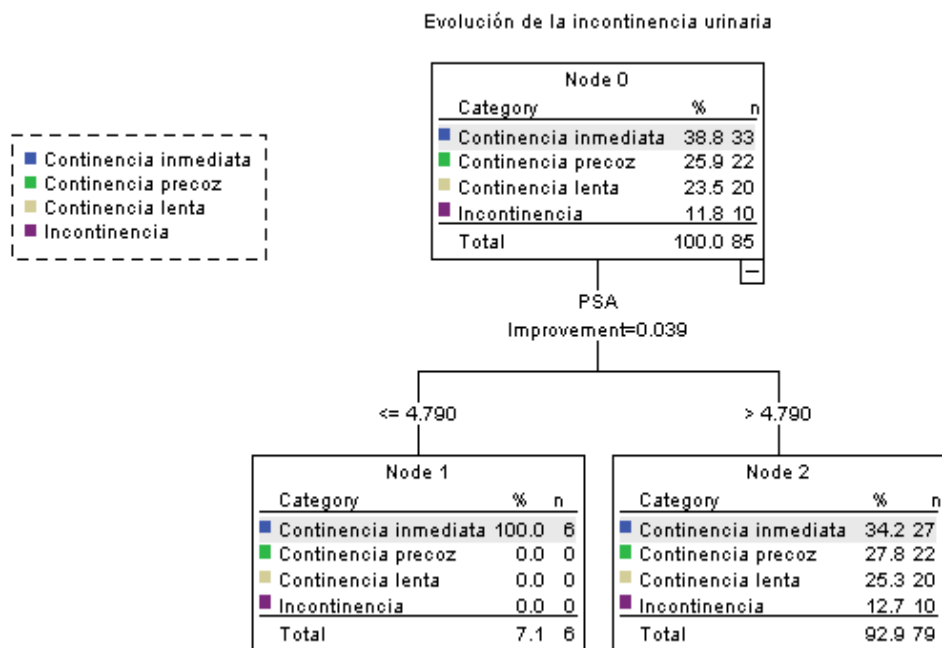 Evolución de la incontinencia urinaria
Continencia inmediata
Continencia precoz
Continencia lenta
Incontinencia
Node 0
Category % n
Continencia inmediata 38.8 33
Continencia precoz 25.9 22
Continencia lenta 23.5 20
Incontinencia 11.8 10
Total 100.0 85
PSA
Improvement=0.039
<= 4.790
> 4.790
Node 1
Category % n
Continencia inmediata 100.0 6
Continencia precoz 0.0 0
Continencia lenta 0.0 0
Incontinencia 0.0 0
Total 7.1 6
Node 2
Category % n
Continencia inmediata 34.2 27
Continencia precoz 27.8 22
Continencia lenta 25.3 20
Incontinencia 12.7 10
Total 92.9 79